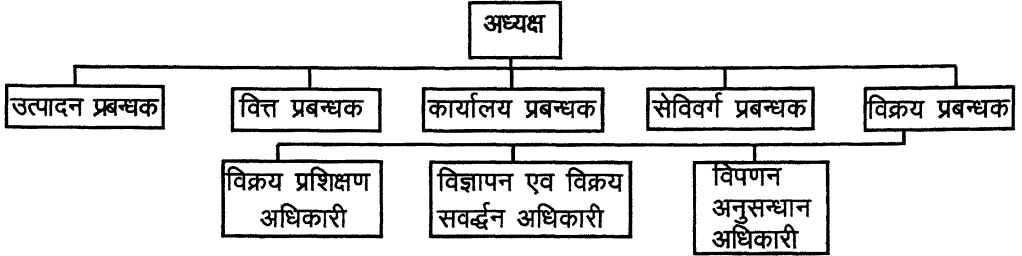 अध्यक्ष
उत्पादन प्रबन्धक
वित्त प्रबन्धक
कार्यालय प्रबन्धक
सेविवर्ग प्रबन्धक
विक्रय प्रबन्धक
विक्रय प्रशिक्षण
अधिकारी
विज्ञापन एव विक्रय
सवर्द्धन अधिकारी
विपणन
अनुसन्धान
अधिकारी